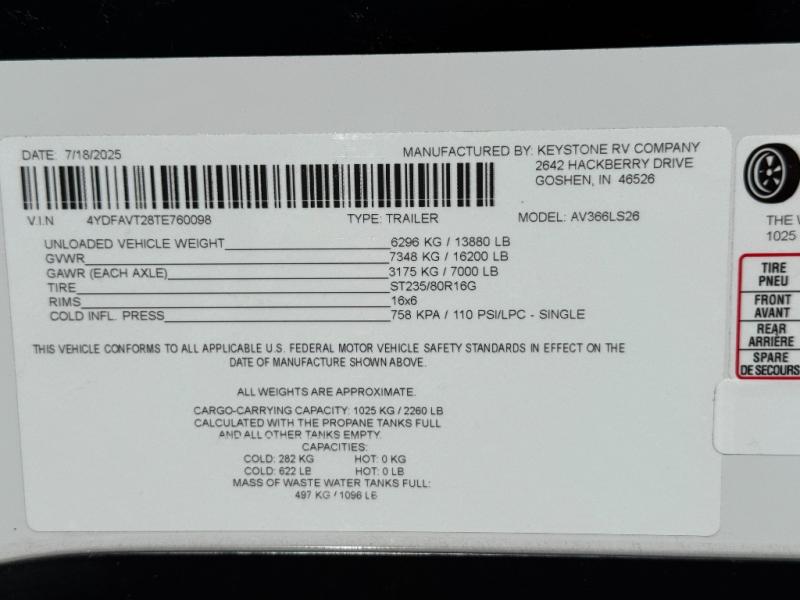 DATE: 7/18/2025
MANUFACTURED BY: KEYSTONE RV COMPANY
2642 HACKBERRY DRIVE
GOSHEN, IN 46526
V.I.N 4YDFAVT28TE760098 TYPE: TRAILER MODEL: AV366LS26
UNLOADED VEHICLE WEIGHT 6296 KG / 13880 LB
GVWR 7348 KG / 16200 LB
GAWR (EACH AXLE) 3175 KG / 7000 LB
TIRE ST235/80R16G
RIMS 16x6
COLD INFL. PRESS 758 KPA / 110 PSI/LPC - SINGLE
THIS VEHICLE CONFORMS TO ALL APPLICABLE U.S. FEDERAL MOTOR VEHICLE SAFETY STANDARDS IN EFFECT ON THE
DATE OF MANUFACTURE SHOWN ABOVE.
ALL WEIGHTS ARE APPROXIMATE.
CARGO-CARRYING CAPACITY: 1025 KG / 2260 LB
CALCULATED WITH THE PROPANE TANKS FULL
AND ALL OTHER TANKS EMPTY.
CAPACITIES:
COLD: 282 KG HOT: 0 KG
COLD: 622 LB HOT: 0 LB
MASS OF WASTE WATER TANKS FULL:
497 KG / 1096 LB
THE
1025
TIRE
PNEU
FRONT
AVANT
REAR
ARRIÈRE
SPARE
DE SECOURS